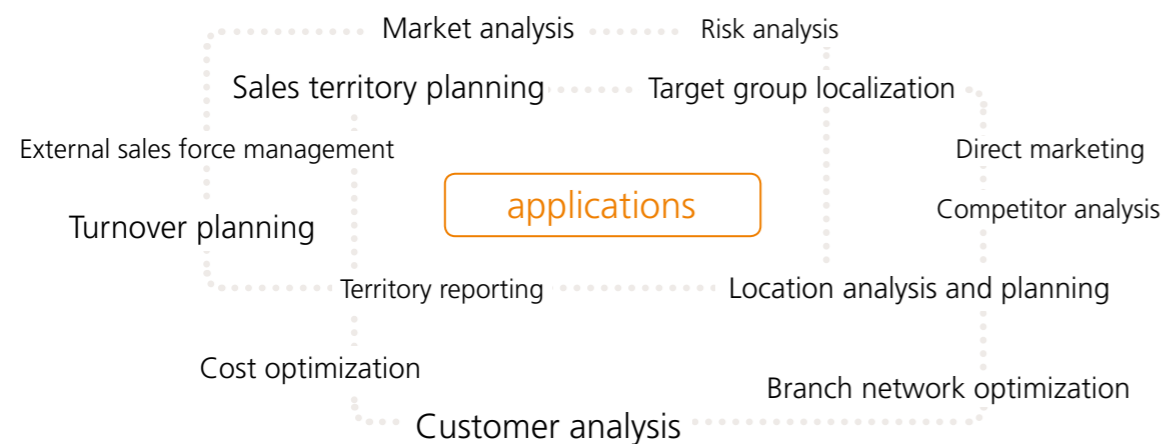 Market analysis
Risk analysis
Sales territory planning
Target group localization
External sales force management
Direct marketing
applications
Competitor analysis
Turnover planning
Territory reporting
Location analysis and planning
Cost optimization
Branch network optimization
Customer analysis